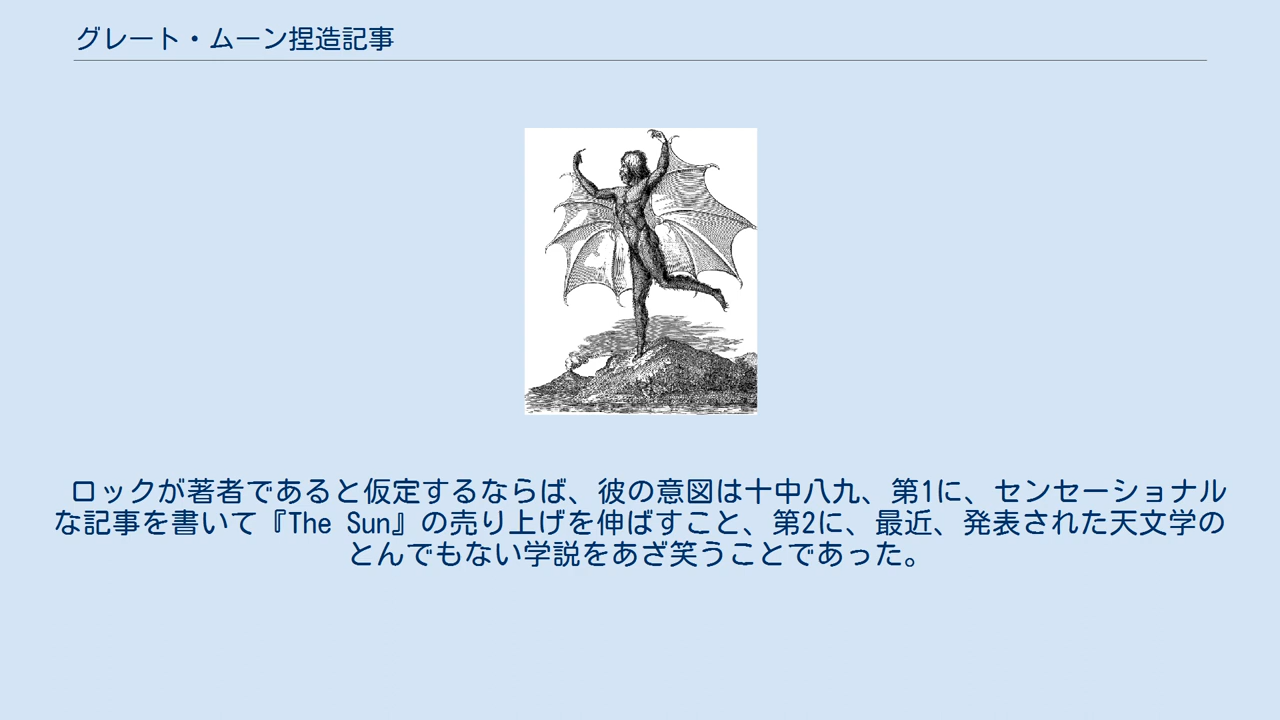 グレート・ムーン捏造記事
ロックが著者であると仮定するならば、彼の意図は十中八九、第1に、センセーショナル
な記事を書いて『The Sun』の売り上げを伸ばすこと、第2に、最近、発表された天文学の
とんでもない学説をあざ笑うことであった。